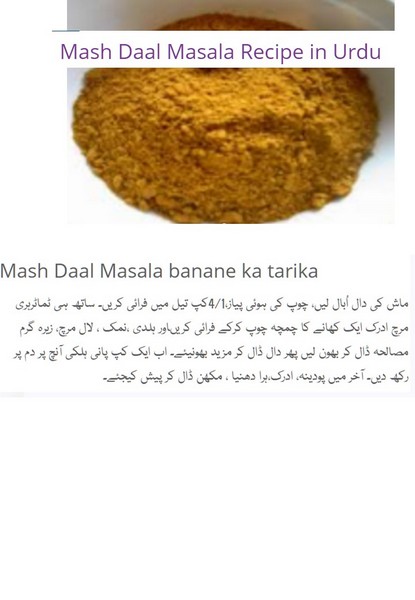 Mash Daal Masala Recipe in Urdu
Mash Daal Masala banane ka tarika
ماش کی دال اُبال لیں، چوپ کی ہوئی پیاز،4/1کپ تیل میں فرائی کریں۔ ساتھ ہی ٹماٹرہری
مرچ ادرک ایک کھانے کا چمچہ چوپ کرکے فرائی کریں۔اور ہلدی ،نمک ، لال مرچ، زیرہ گرم
مصالحہ ڈال کر بھون لیں پھر دال ڈال کر مزید بھونیئے۔ اب ایک کپ پانی ہلکی آنچ پر دم پر
رکھ دیں۔ آخر میں پودینہ، ادرک،ہرا دھنیا ، مکھن ڈال کر پیش کیجئے۔